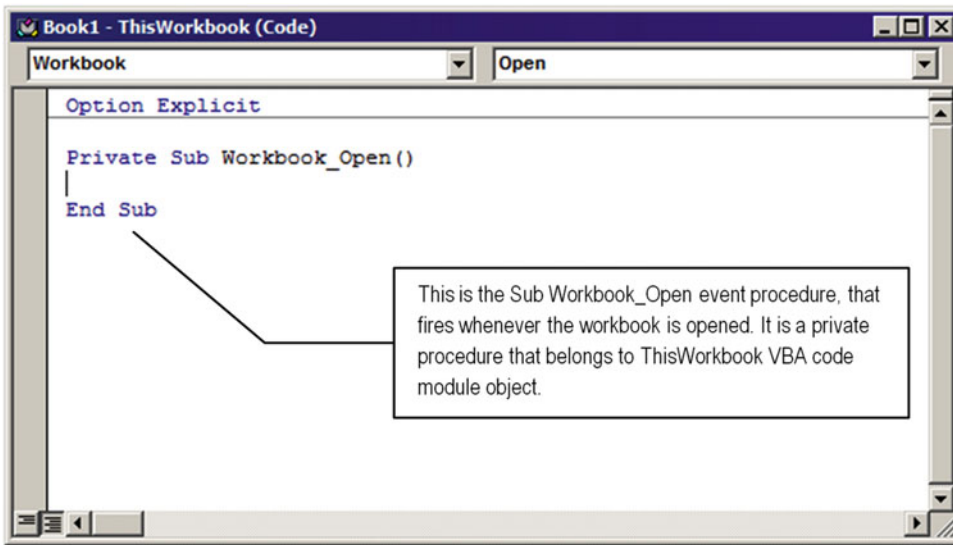 Book1 - ThisWorkbook (Code)
Workbook
Open
Option Explicit
Private Sub Workbook_Open()
End Sub
This is the Sub Workbook_Open event procedure, that
fires whenever the workbook is opened. It is a private
procedure that belongs to ThisWorkbook VBA code
module object.